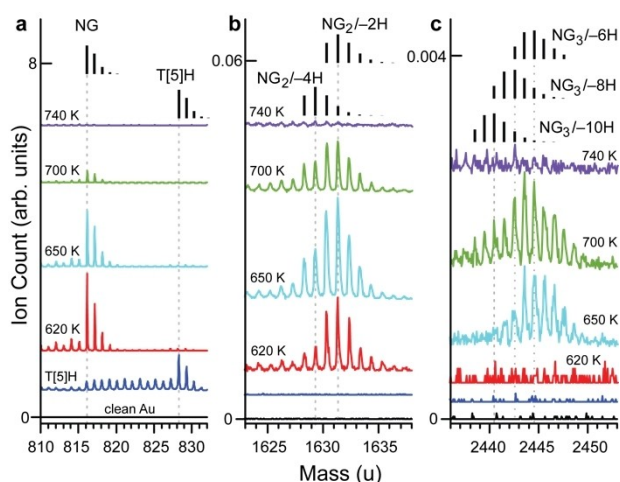 a
NG
T[5]H
8
740 K
700 K
650 K
620 K
T[5]H
clean Au
0
810 815 820 825 830
Ion Count (arb. units)
b
NG2/–2H
0.06
NG2/–4H
740 K
700 K
650 K
620 K
0
1625 1630 1635
Mass (u)
c
NG3/–6H
0.004
NG3/–8H
NG3/–10H
740 K
700 K
650 K
620 K
0
2440 2445 2450